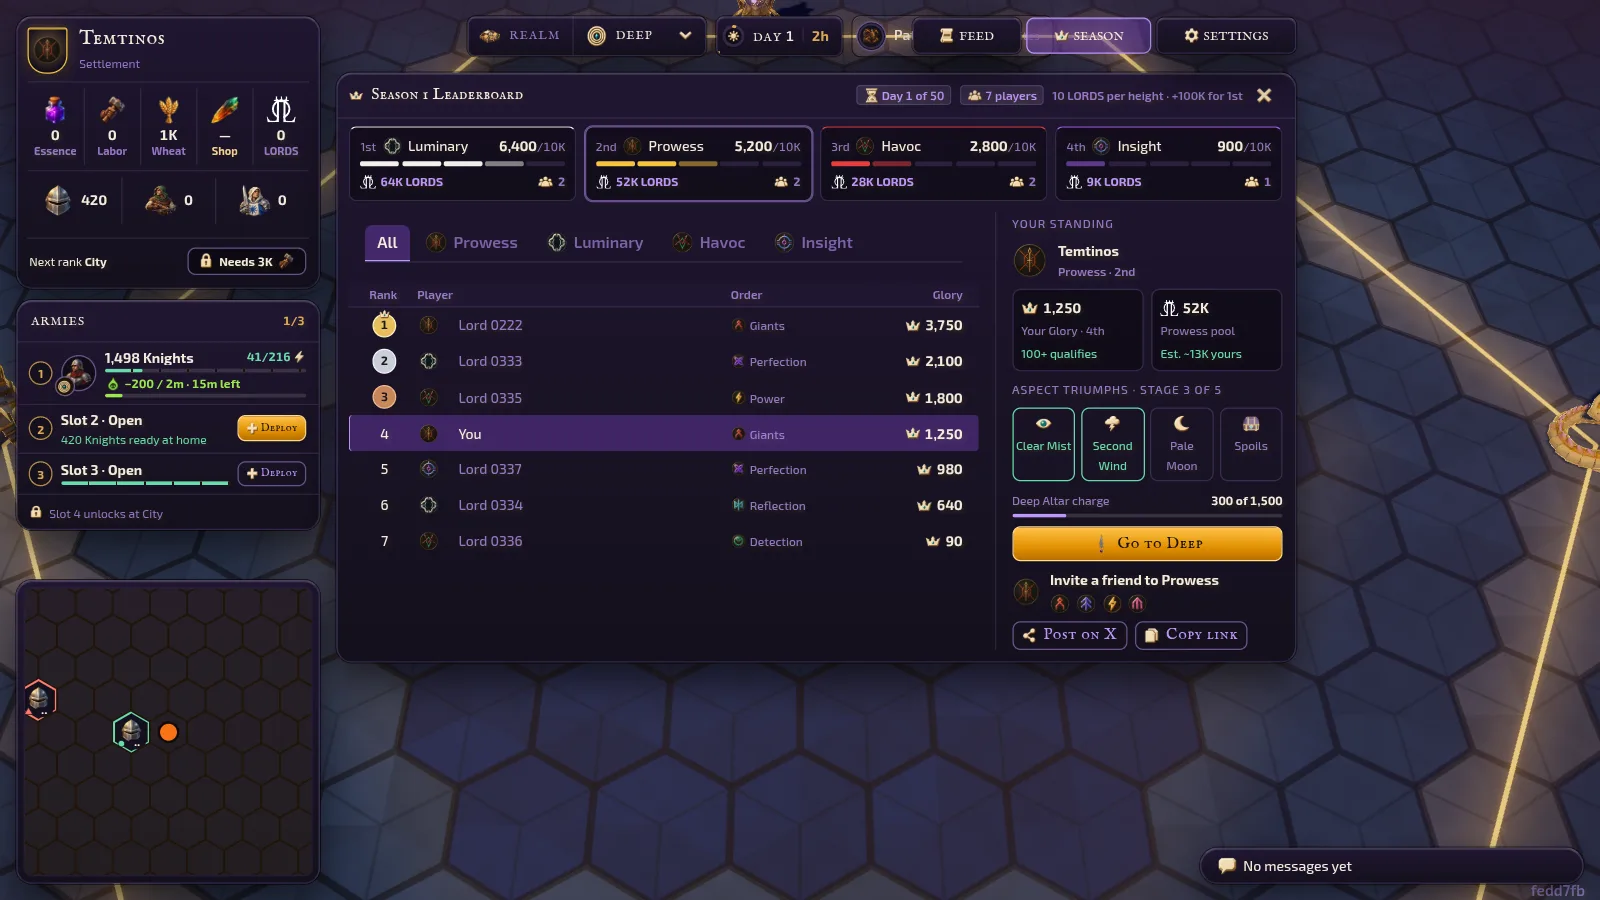 Temtinos
Settlement
0 0 1K — 0
Essence Labor Wheat Shop LORDS
420 0 0
Next rank City Needs 3K
REALM DEEP DAY 1 2h Pa FEED SEASON SETTINGS
ARMIES 1/3
1 1,498 Knights 41/216
~200 / 2m · 15m left
2 Slot 2 · Open Deploy
420 Knights ready at home
3 Slot 3 · Open Deploy
Slot 4 unlocks at City
Season 1 Leaderboard Day 1 of 50 7 players 10 LORDS per height · +100K for 1st
1st Luminary 6,400/10K
64K LORDS 2
2nd Prowess 5,200/10K
52K LORDS 2
3rd Havoc 2,800/10K
28K LORDS 2
4th Insight 900/10K
9K LORDS 1
All Prowess Luminary Havoc Insight
Rank Player Order Glory
1 Lord 0222 Giants 3,750
2 Lord 0333 Perfection 2,100
3 Lord 0335 Power 1,800
4 You Giants 1,250
5 Lord 0337 Perfection 980
6 Lord 0334 Reflection 640
7 Lord 0336 Detection 90
YOUR STANDING
Temtinos
Prowess · 2nd
1,250
Your Glory · 4th
100+ qualifies
52K
Prowess pool
Est. ~13K yours
ASPECT TRIUMPHS · STAGE 3 OF 5
Clear Mist
Second
Wind
Pale
Moon
Spoils
Deep Altar charge 300 of 1,500
Go to Deep
Invite a friend to Prowess
Post on X Copy link
No messages yet
fedd7fb